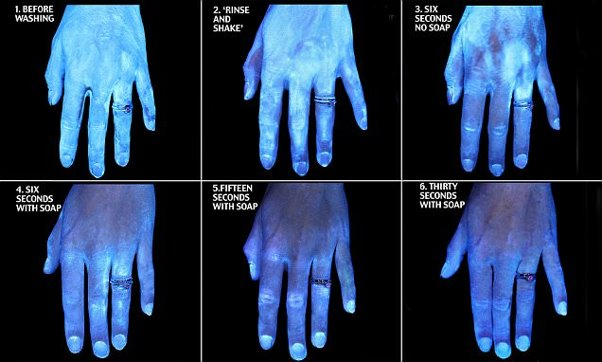 1. BEFORE
WASHING
2. 'RINSE
AND
SHAKE'
3. SIX
SECONDS
NO SOAP
4. SIX
SECONDS
WITH SOAP
5.FIFTEEN
SECONDS
WITH SOAP
6. THIRTY
SECONDS
WITH SOAP